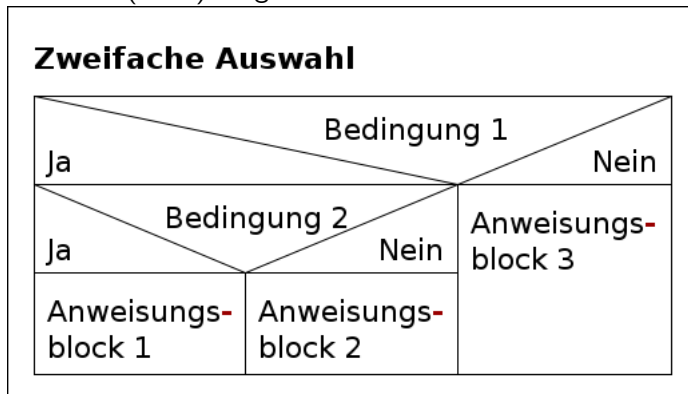 Zweifache Auswahl
Bedingung 1
Ja
Nein
Bedingung 2
Ja
Nein
Anweisungs-
block 3
Anweisungs-
block 1
Anweisungs-
block 2